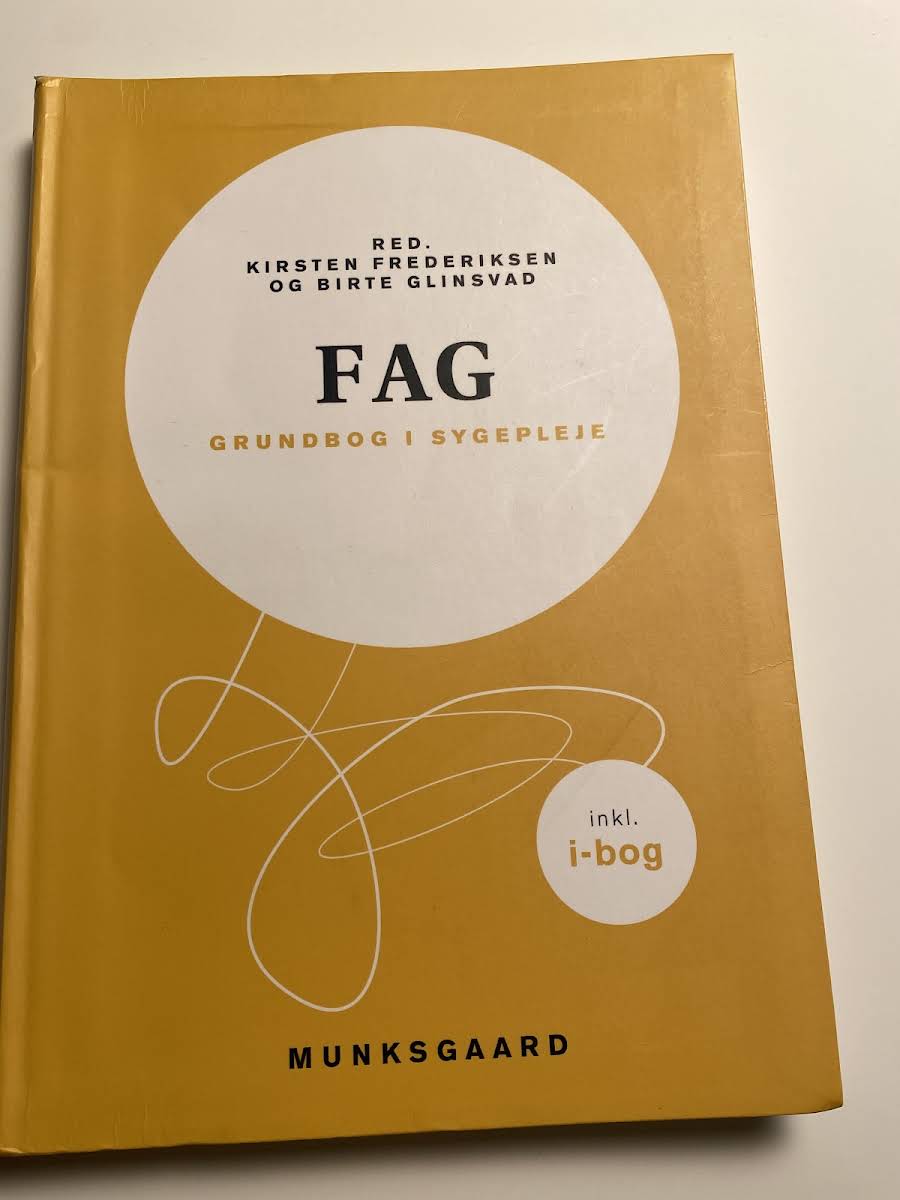 RED.
KIRSTEN FREDERIKSEN
OG BIRTE GLINSVAD
FAG
GRUNDBOG I SYGEPLEJE
inkl.
i-bog
MUNKSGAARD